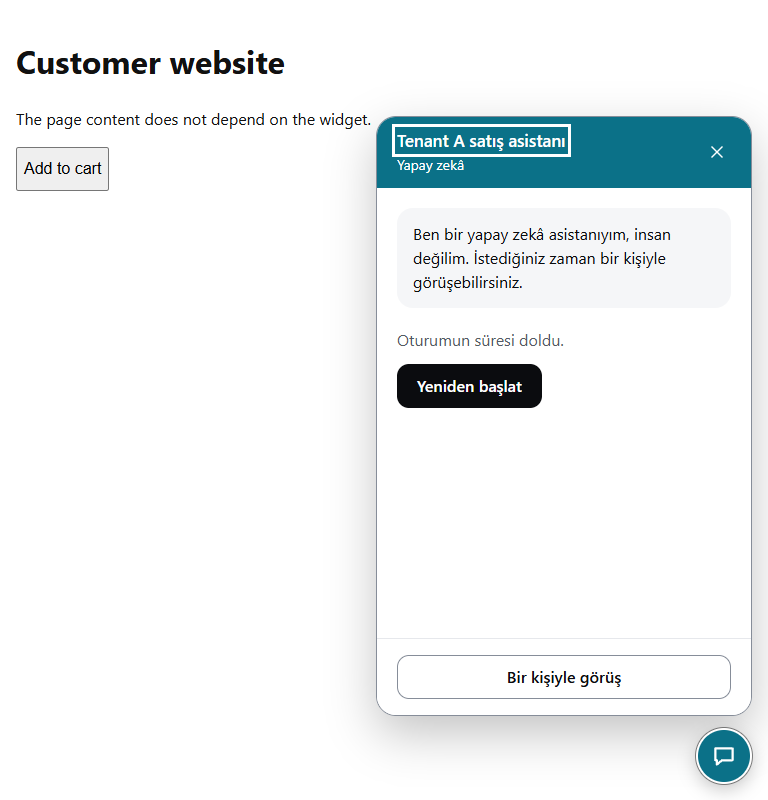 Customer website
The page content does not depend on the widget.
Add to cart
Tenant A satış asistanı
Yapay zekâ
Ben bir yapay zekâ asistanıyım, insan
değilim. İstediğiniz zaman bir kişiyle
görüşebilirsiniz.
Oturumun süresi doldu.
Yeniden başlat
Bir kişiyle görüş